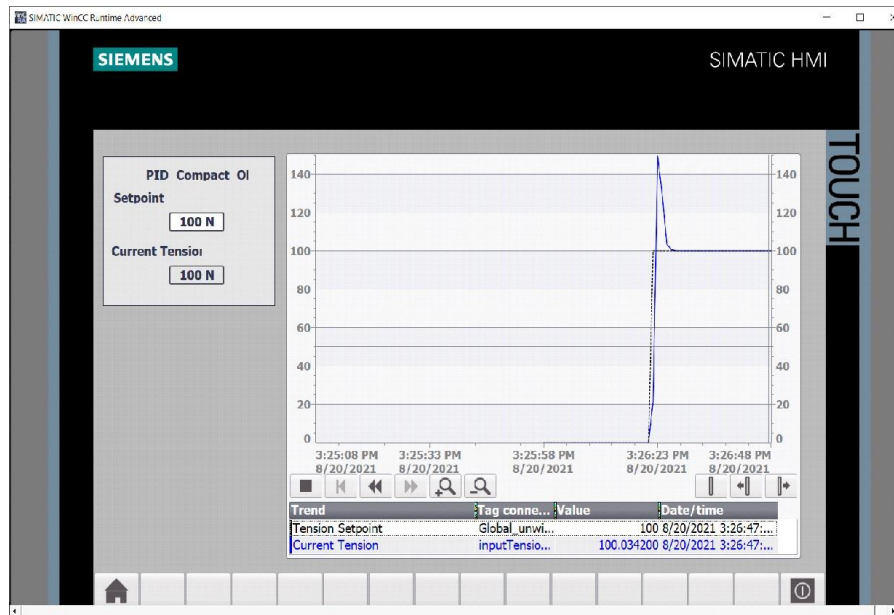 SIMATIC WinCC Runtime Advanced
SIEMENS
SIMATIC HMI
TOUCH
PID Compact Ol
Setpoint
100 N
Current Tension
100 N
140
120
100
80
60
40
20
0
140
120
100
80
60
40
20
0
3:25:08 PM 3:25:33 PM 3:25:58 PM 3:26:23 PM 3:26:48 PM
8/20/2021 8/20/2021 8/20/2021 8/20/2021 8/20/2021
Trend Tag conne... Value Date/time
Tension Setpoint Global_unwi... 100 8/20/2021 3:26:47:...
Current Tension inputTensio... 100.034200 8/20/2021 3:26:47:...